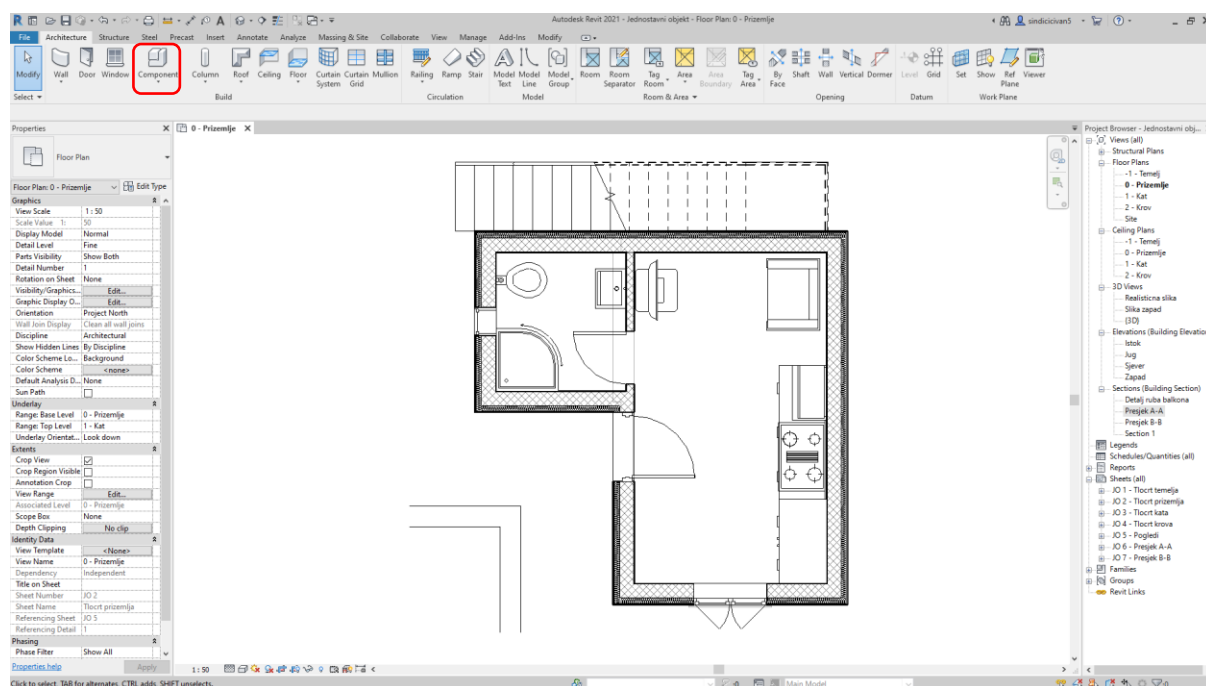 Autodesk Revit 2021 - Jednostavni objekt - Floor Plan: 0 - Prizemlje
sindicicivan5
File Architecture Structure Steel Precast Insert Annotate Analyze Massing & Site Collaborate View Manage Add-Ins Modify
Modify Wall Door Window Component Column Roof Ceiling Floor Curtain System Curtain Grid Mullion Railing Ramp Stair Model Text Model Line Model Group Room Room Separator Tag Room Area Area Boundary Tag Area By Face Shaft Wall Vertical Dormer Level Grid Set Show Ref Plane Viewer
Select Build Circulation Model Room & Area Opening Datum Work Plane
Properties
0 - Prizemlje
Floor Plan
Floor Plan: 0 - Prizemlje Edit Type
Graphics
View Scale 1 : 50
Scale Value 1: 50
Display Model Normal
Detail Level Fine
Parts Visibility Show Both
Detail Number 1
Rotation on Sheet None
Visibility/Graphics... Edit...
Graphic Display O... Edit...
Orientation Project North
Wall Join Display Clean all wall joins
Discipline Architectural
Show Hidden Lines By Discipline
Color Scheme Lo... Background
Color Scheme <none>
Default Analysis D... None
Sun Path
Underlay
Range: Base Level 0 - Prizemlje
Range: Top Level 1 - Kat
Underlay Orientat... Look down
Extents
Crop View
Crop Region Visible
Annotation Crop
View Range Edit...
Associated Level 0 - Prizemlje
Scope Box None
Depth Clipping No clip
Identity Data
View Template <None>
View Name 0 - Prizemlje
Dependency Independent
Title on Sheet
Sheet Number JO 2
Sheet Name Tlocrt prizemlja
Referencing Sheet JO 5
Referencing Detail 1
Phasing
Phase Filter Show All
Properties help Apply
1 : 50
Click to select, TAB for alternates, CTRL adds, SHIFT unselects.
:0
Main Model
:0
Project Browser - Jednostavni obj...
Views (all)
Structural Plans
Floor Plans
-1 - Temelj
0 - Prizemlje
1 - Kat
2 - Krov
Site
Ceiling Plans
-1 - Temelj
0 - Prizemlje
1 - Kat
2 - Krov
3D Views
Realisticna slika
Slika zapad
{3D}
Elevations (Building Elevation
Istok
Jug
Sjever
Zapad
Sections (Building Section)
Detalj ruba balkona
Presjek A-A
Presjek B-B
Section 1
Legends
Schedules/Quantities (all)
Reports
Sheets (all)
JO 1 - Tlocrt temelja
JO 2 - Tlocrt prizemlja
JO 3 - Tlocrt kata
JO 4 - Tlocrt krova
JO 5 - Pogledi
JO 6 - Presjek A-A
JO 7 - Presjek B-B
Families
Groups
Revit Links